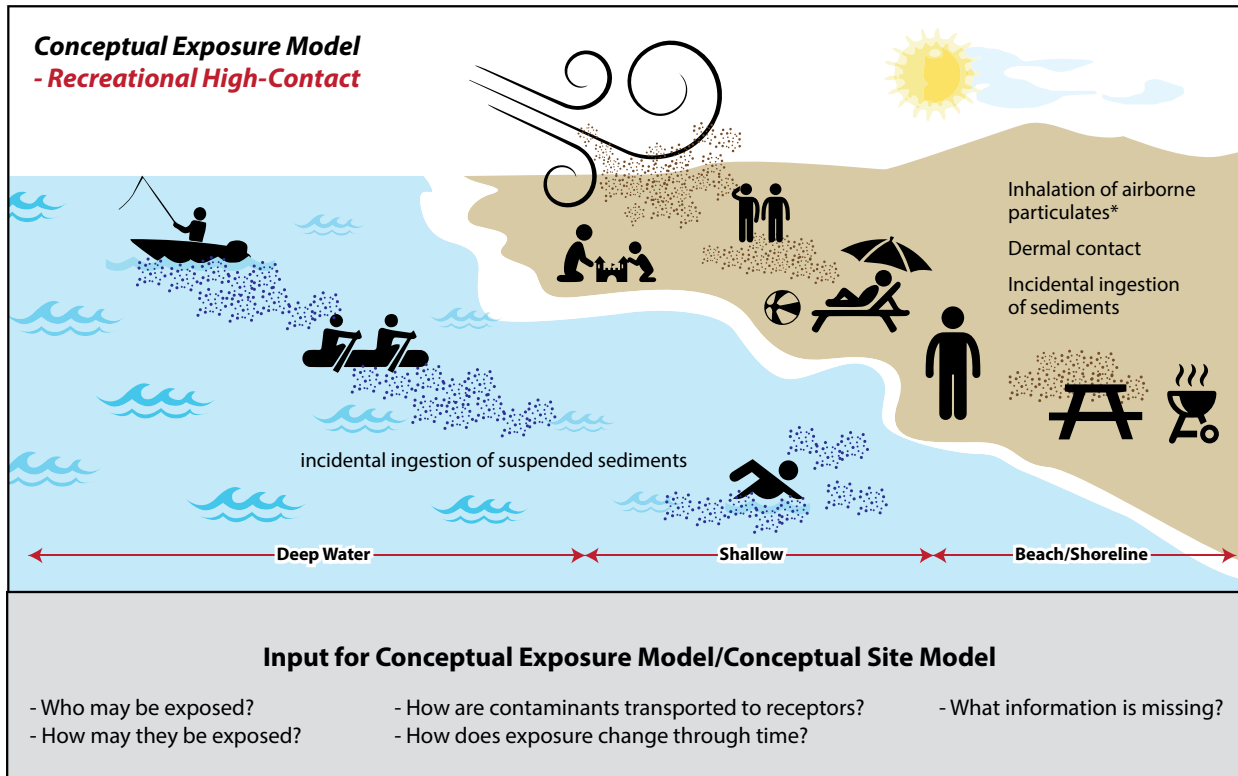 Conceptual Exposure Model
- Recreational High-Contact
Inhalation of airborne
particulates*
Dermal contact
Incidental ingestion
of sediments
incidental ingestion of suspended sediments
Deep Water
Shallow
Beach/Shoreline
Input for Conceptual Exposure Model/Conceptual Site Model
- Who may be exposed?
- How may they be exposed?
- How are contaminants transported to receptors?
- How does exposure change through time?
- What information is missing?